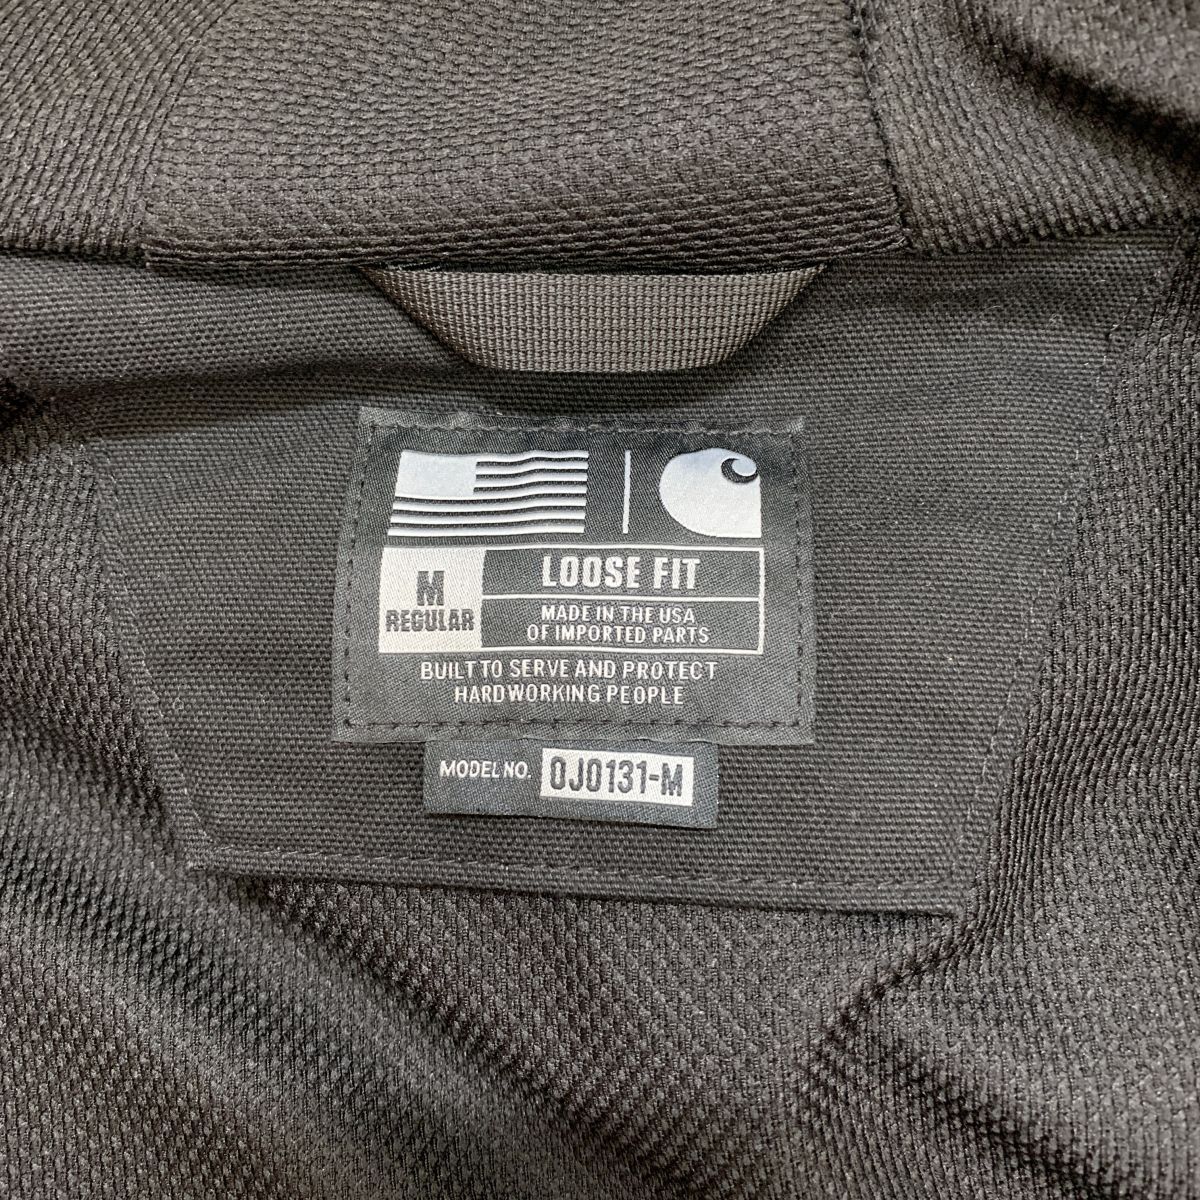 M
REGULAR
LOOSE FIT
MADE IN THE USA
OF IMPORTED PARTS
BUILT TO SERVE AND PROTECT
HARDWORKING PEOPLE
MODEL NO. OJ0131-M